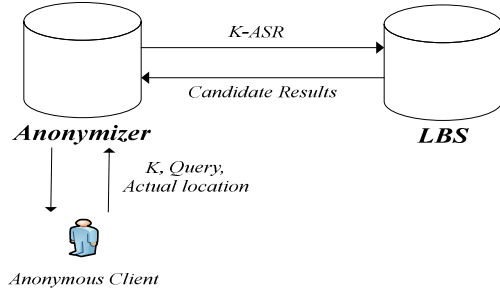 K-ASR
Candidate Results
Anonymizer
LBS
K, Query,
Actual location
Anonymous Client